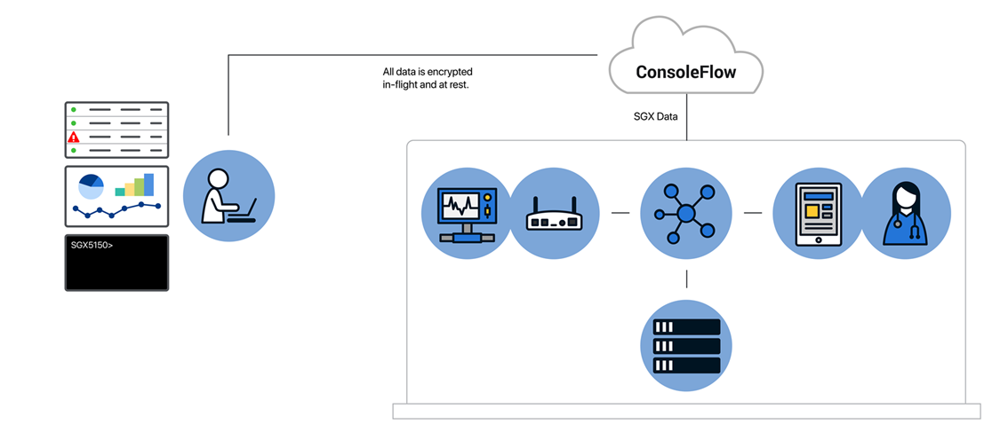 ConsoleFlow
All data is encrypted
in-flight and at rest.
SGX Data
SGX5150>